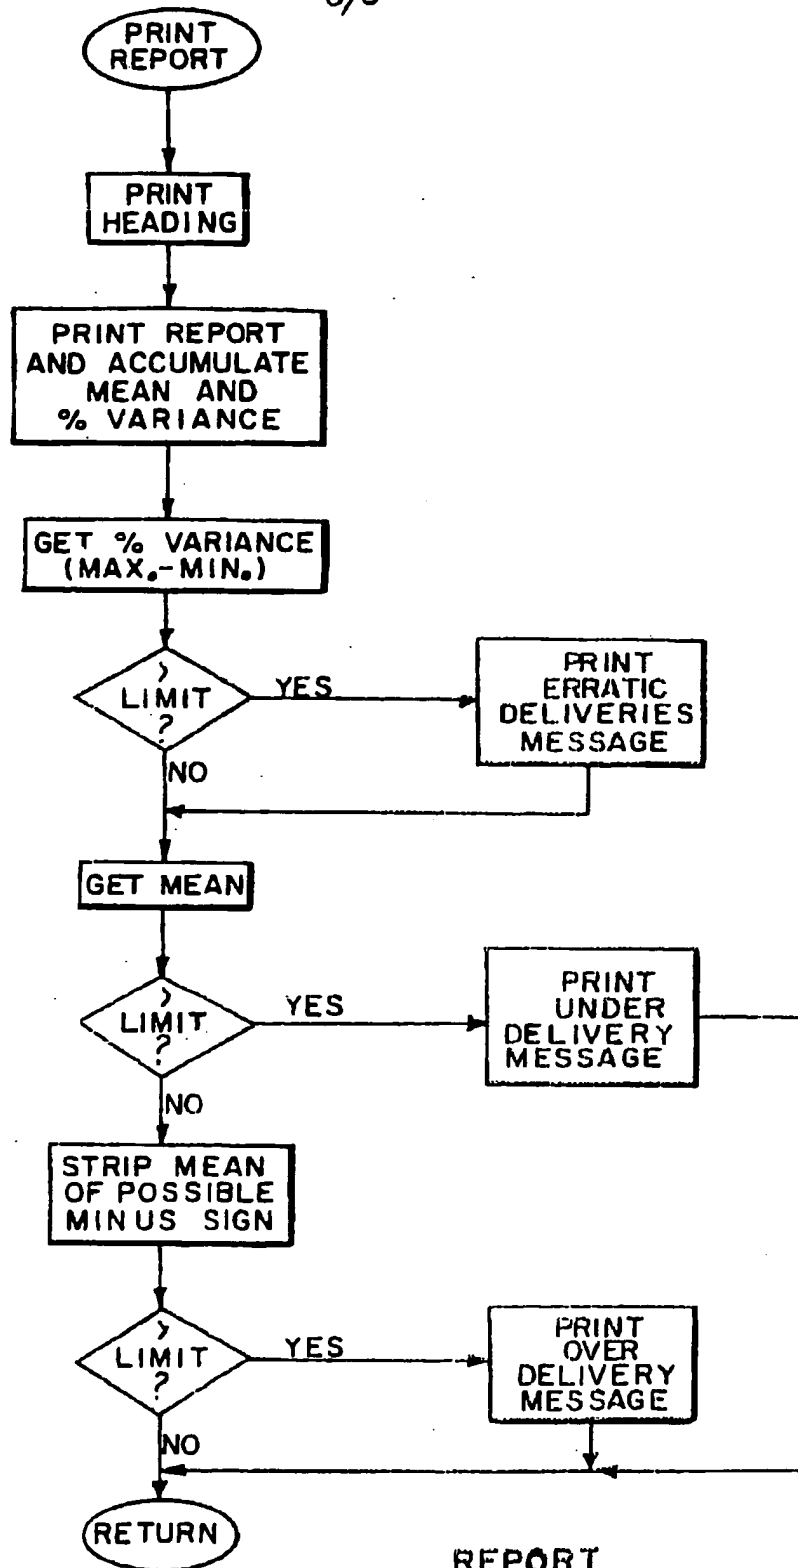 PRINT
REPORT
PRINT
HEADING
PRINT REPORT
AND ACCUMULATE
MEAN AND
% VARIANCE
GET % VARIANCE
(MAX.-MIN.)
>
LIMIT
?
YES
NO
PRINT
ERRATIC
DELIVERIES
MESSAGE
GET MEAN
>
LIMIT
?
YES
NO
PRINT
UNDER
DELIVERY
MESSAGE
STRIP MEAN
OF POSSIBLE
MINUS SIGN
>
LIMIT
?
YES
NO
PRINT
OVER
DELIVERY
MESSAGE
RETURN
REPORT